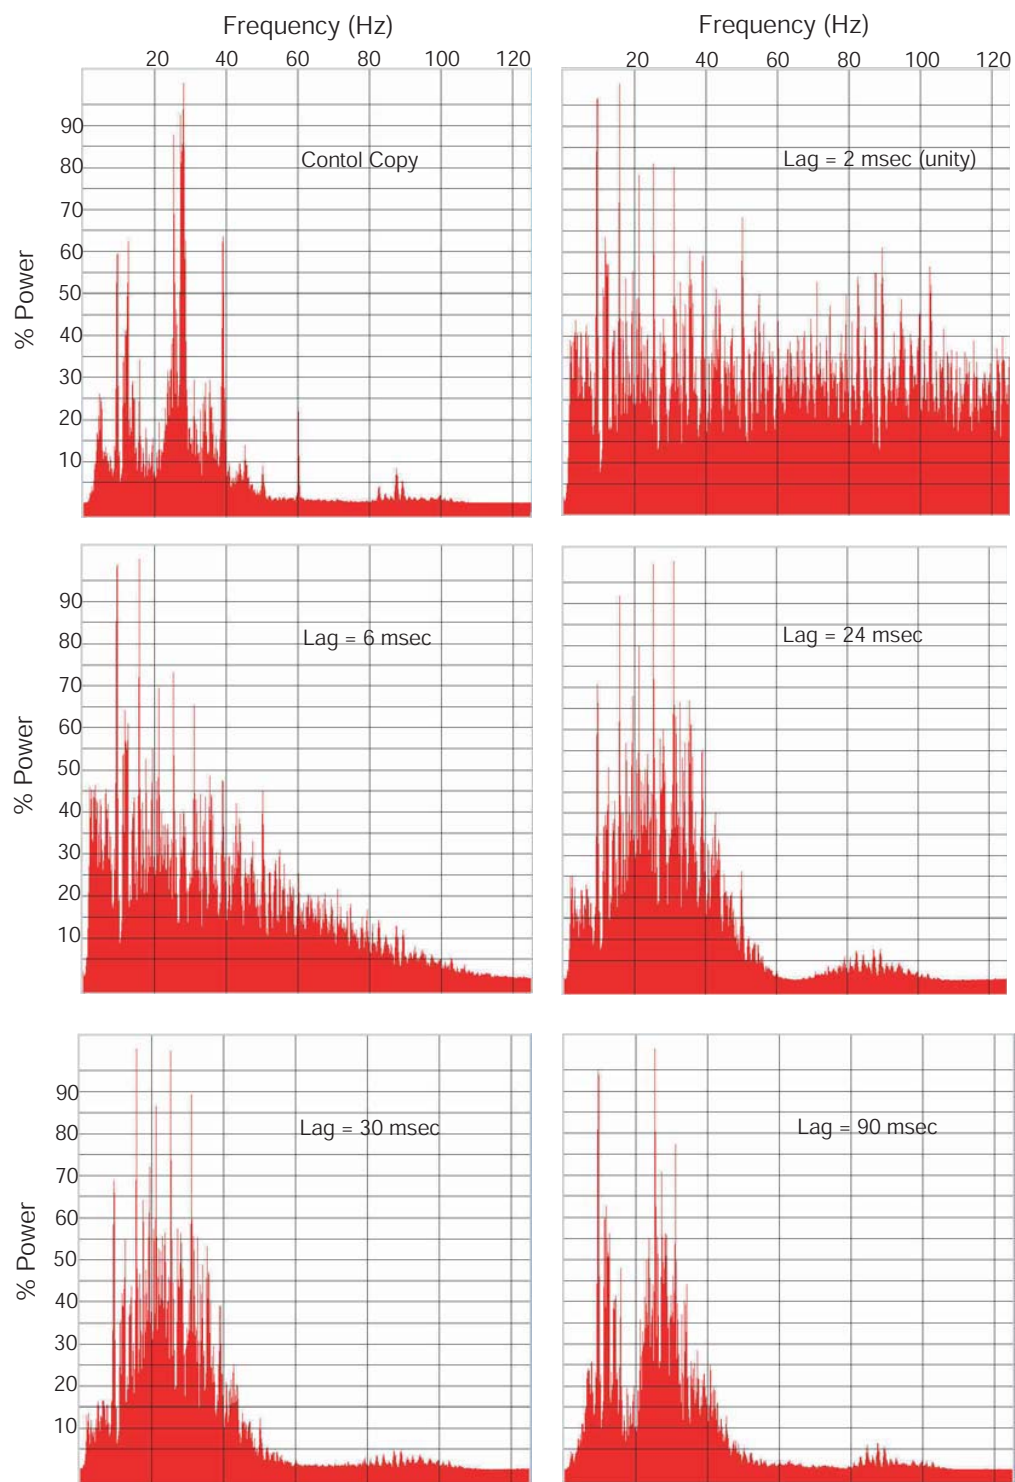 Frequency (Hz)
Frequency (Hz)
20 40 60 80 100 120
20 40 60 80 100 120
% Power
90
80
70
60
50
40
30
20
10
Contol Copy
Lag = 2 msec (unity)
% Power
90
80
70
60
50
40
30
20
10
Lag = 6 msec
Lag = 24 msec
% Power
90
80
70
60
50
40
30
20
10
Lag = 30 msec
Lag = 90 msec